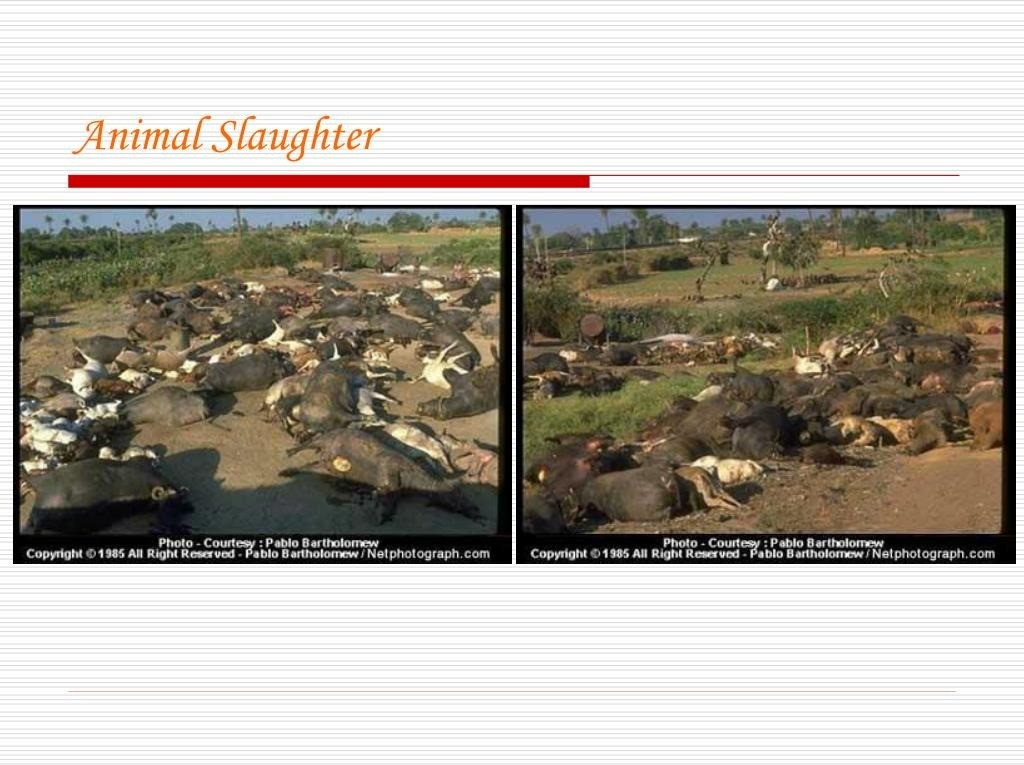 Animal Slaughter
Photo - Courtesy : Pablo Bartholomew
Copyright © 1985 All Right Reserved - Pablo Bartholomew / Netphotograph.com
Photo - Courtesy : Pablo Bartholomew
Copyright © 1985 All Right Reserved - Pablo Bartholomew / Netphotograph.com